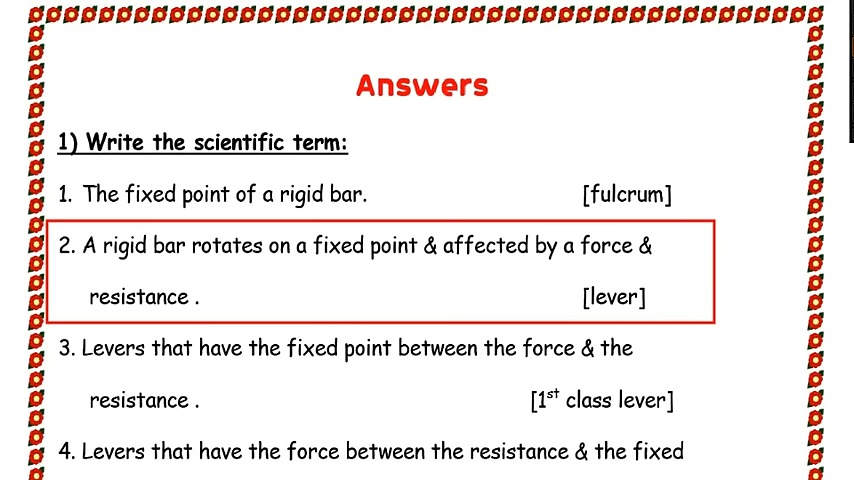 Answers
1) Write the scientific term:
1. The fixed point of a rigid bar. [fulcrum]
2. A rigid bar rotates on a fixed point & affected by a force &
resistance . [lever]
3. Levers that have the fixed point between the force & the
resistance . [1st class lever]
4. Levers that have the force between the resistance & the fixed